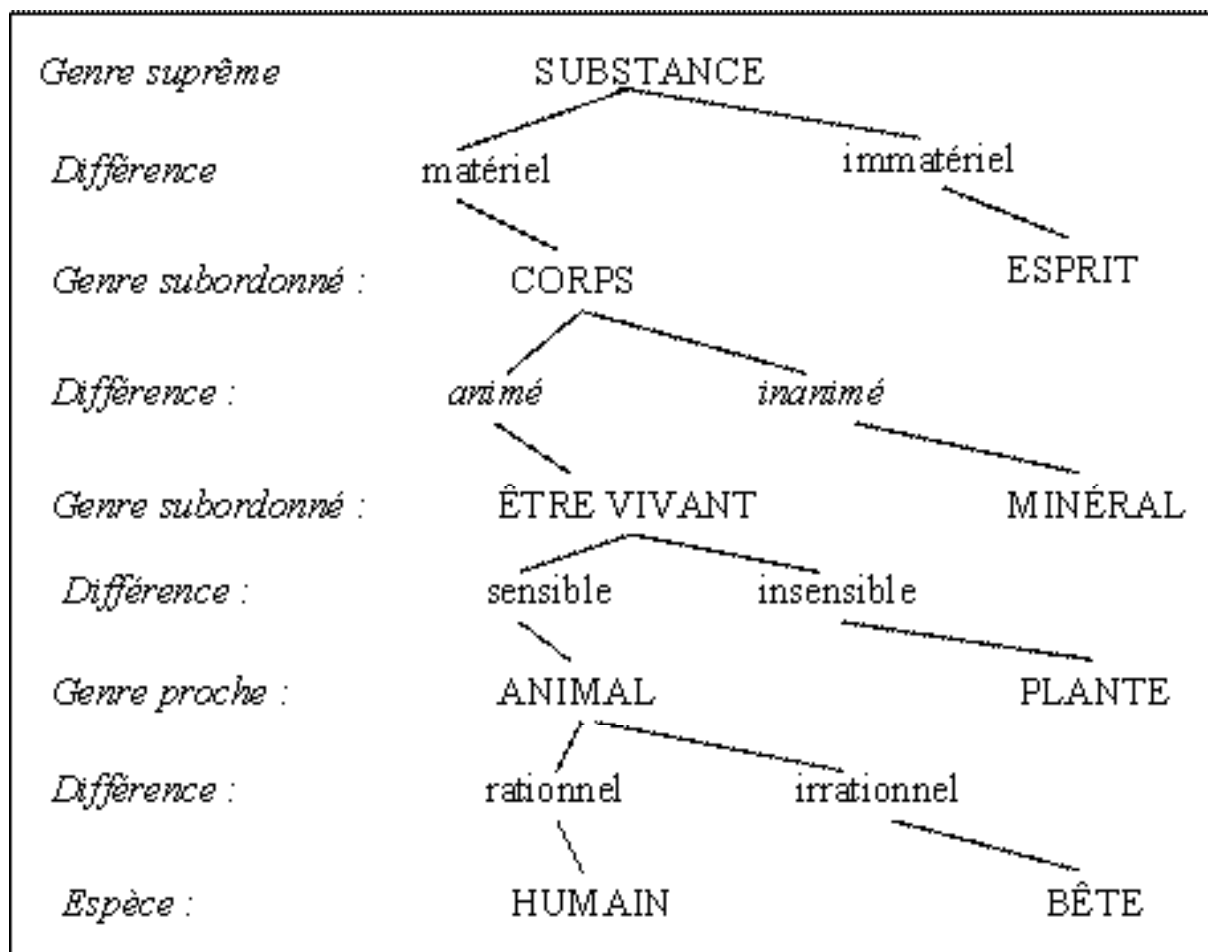 Genre suprême SUBSTANCE
Différence matériel immatériel
Genre subordonné : CORPS ESPRIT
Différence : animé inanimé
Genre subordonné : ÊTRE VIVANT MINÉRAL
Différence : sensible insensible
Genre proche : ANIMAL PLANTE
Différence : rationnel irrationnel
Espèce : HUMAIN BÊTE